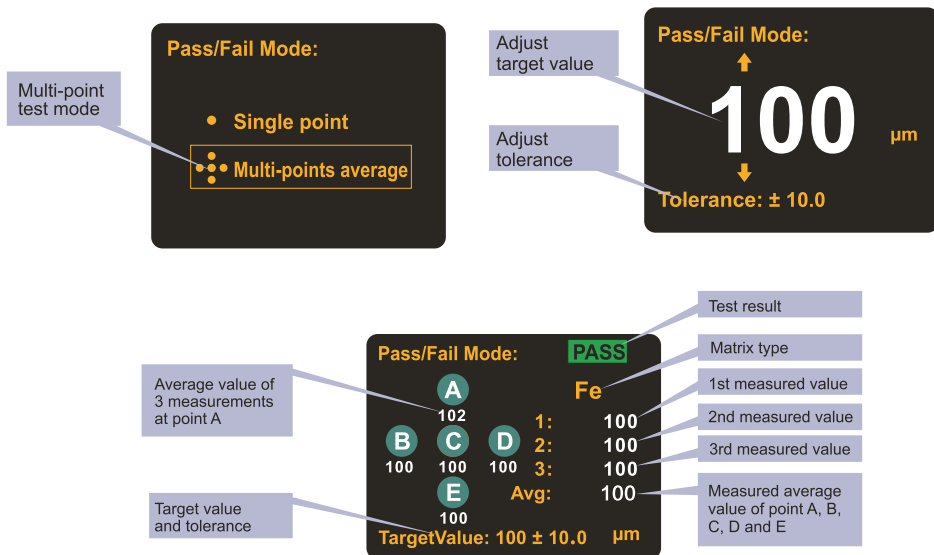 Pass/Fail Mode:
Multi-point
test mode
Single point
Multi-points average
Pass/Fail Mode:
Adjust
target value
100
µm
Adjust
tolerance
Tolerance: ± 10.0
Test result
Pass/Fail Mode:
PASS
Matrix type
Average value of
3 measurements
at point A
A
Fe
1st measured value
102
1: 100
2nd measured value
B C D
2: 100
3rd measured value
100 100 100
3: 100
E
Avg: 100
Measured average
value of point A, B,
C, D and E
100
Target value
and tolerance
TargetValue: 100 ± 10.0 µm